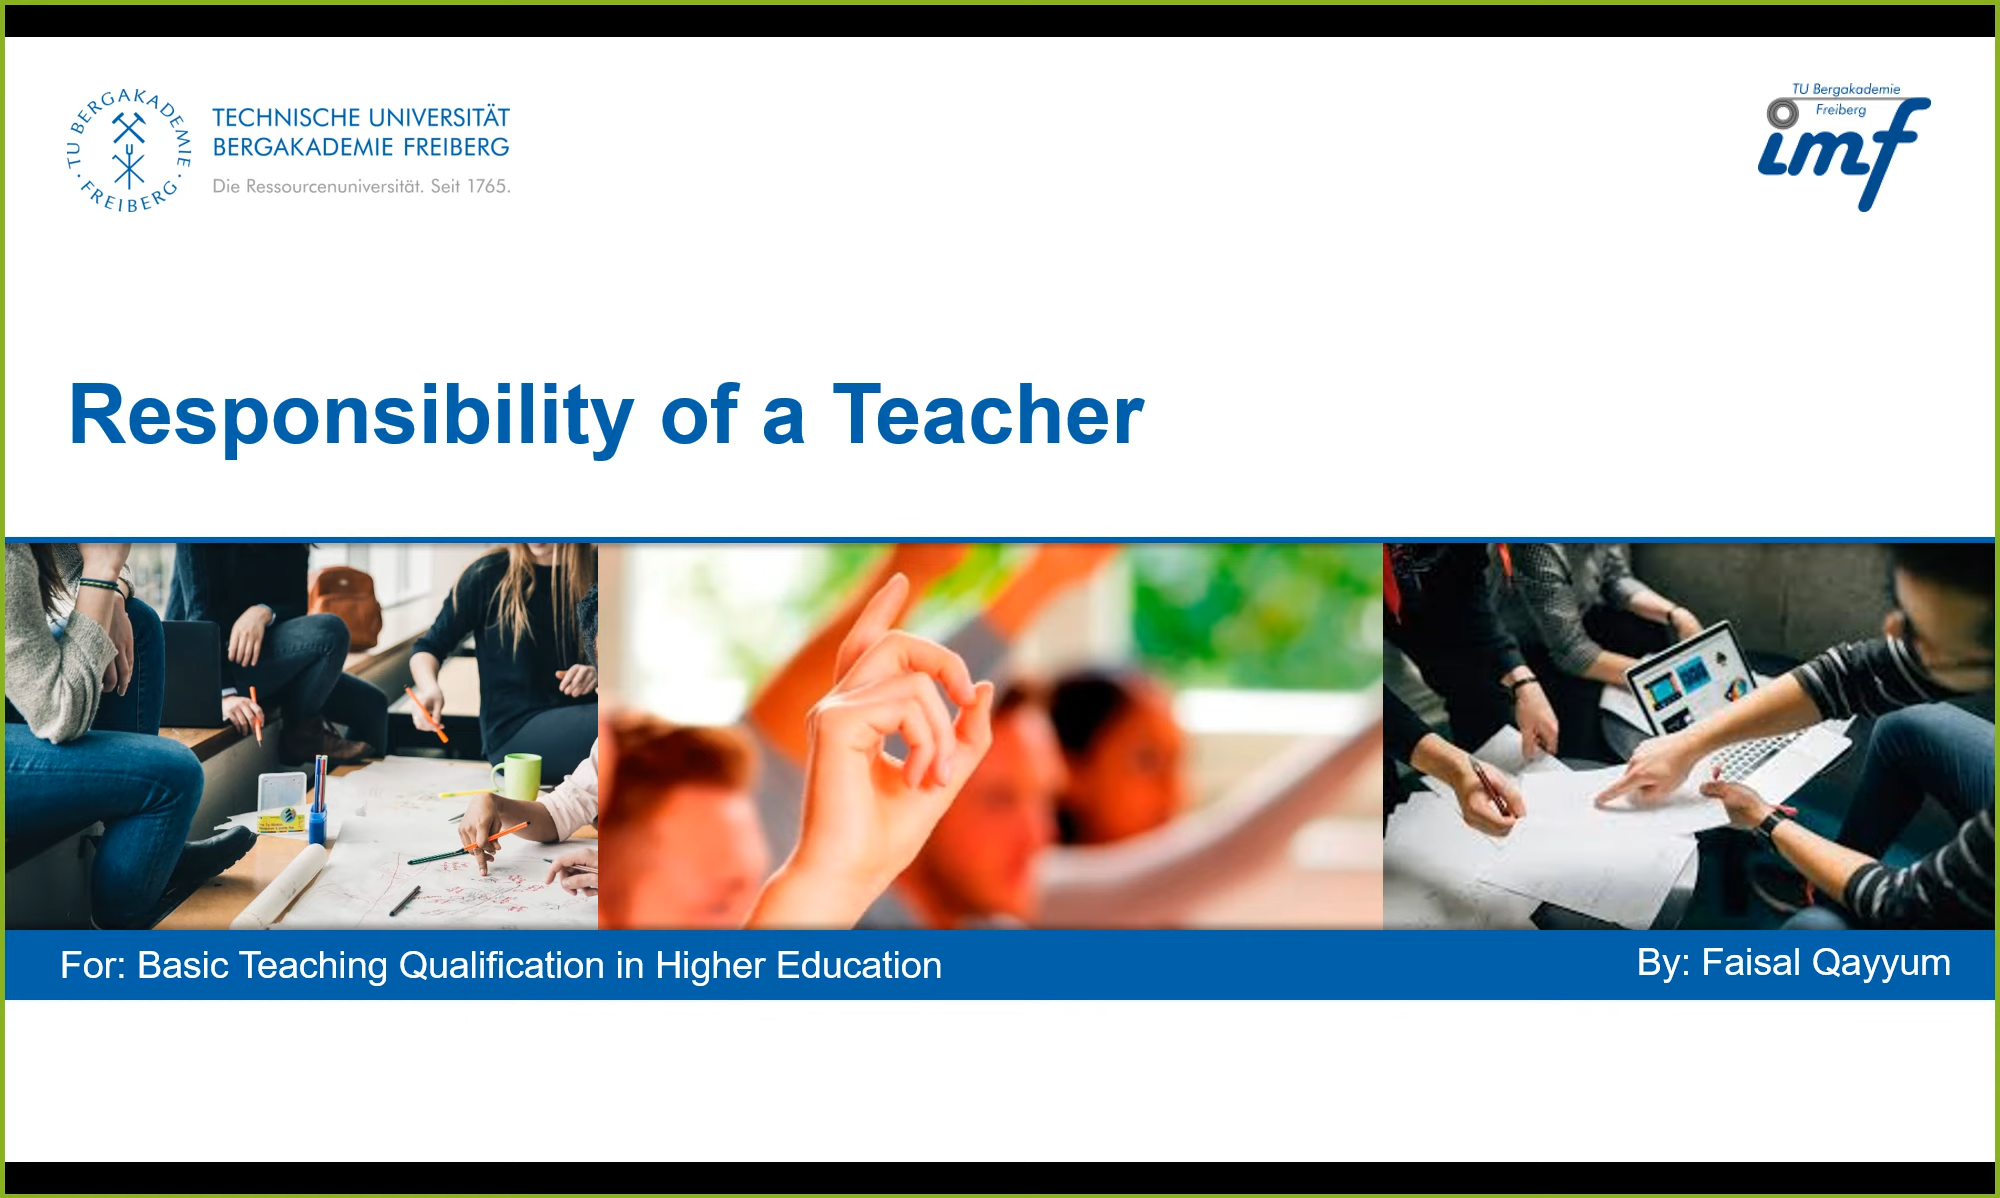 TU BERGAKADEMIE
· FREIBERG ·
TECHNISCHE UNIVERSITÄT
BERGAKADEMIE FREIBERG
Die Ressourcenuniversität. Seit 1765.
TU Bergakademie
Freiberg
imf
Responsibility of a Teacher
For: Basic Teaching Qualification in Higher Education
By: Faisal Qayyum